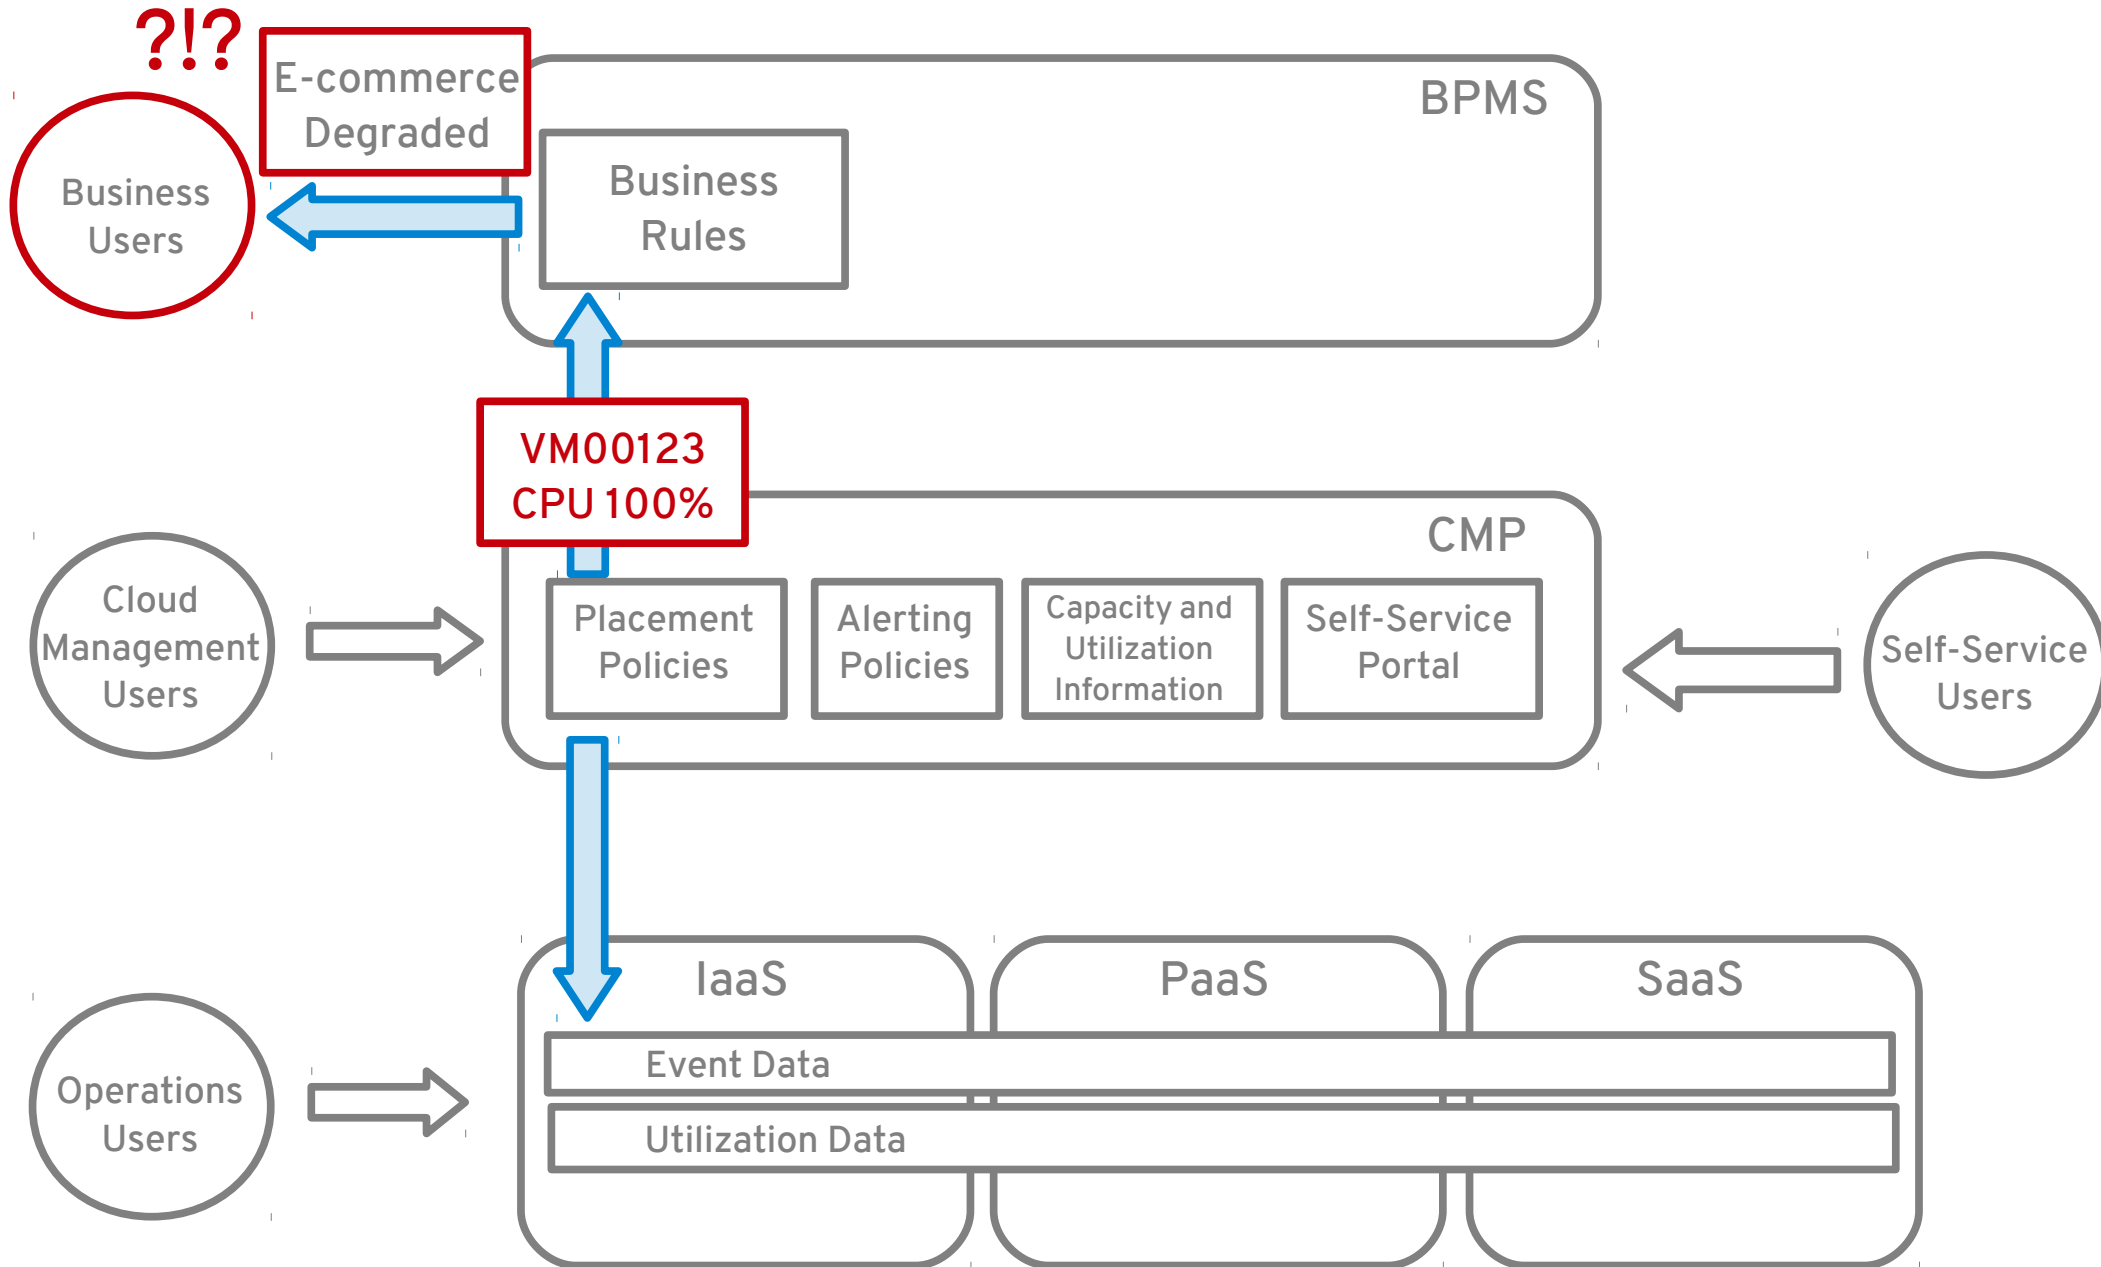 ?!?
E-commerce
Degraded
BPMS
Business
Users
Business
Rules
VM00123
CPU 100%
CMP
Cloud
Management
Users
Placement
Policies
Alerting
Policies
Capacity and
Utilization
Information
Self-Service
Portal
Self-Service
Users
IaaS
PaaS
SaaS
Event Data
Utilization Data
Operations
Users